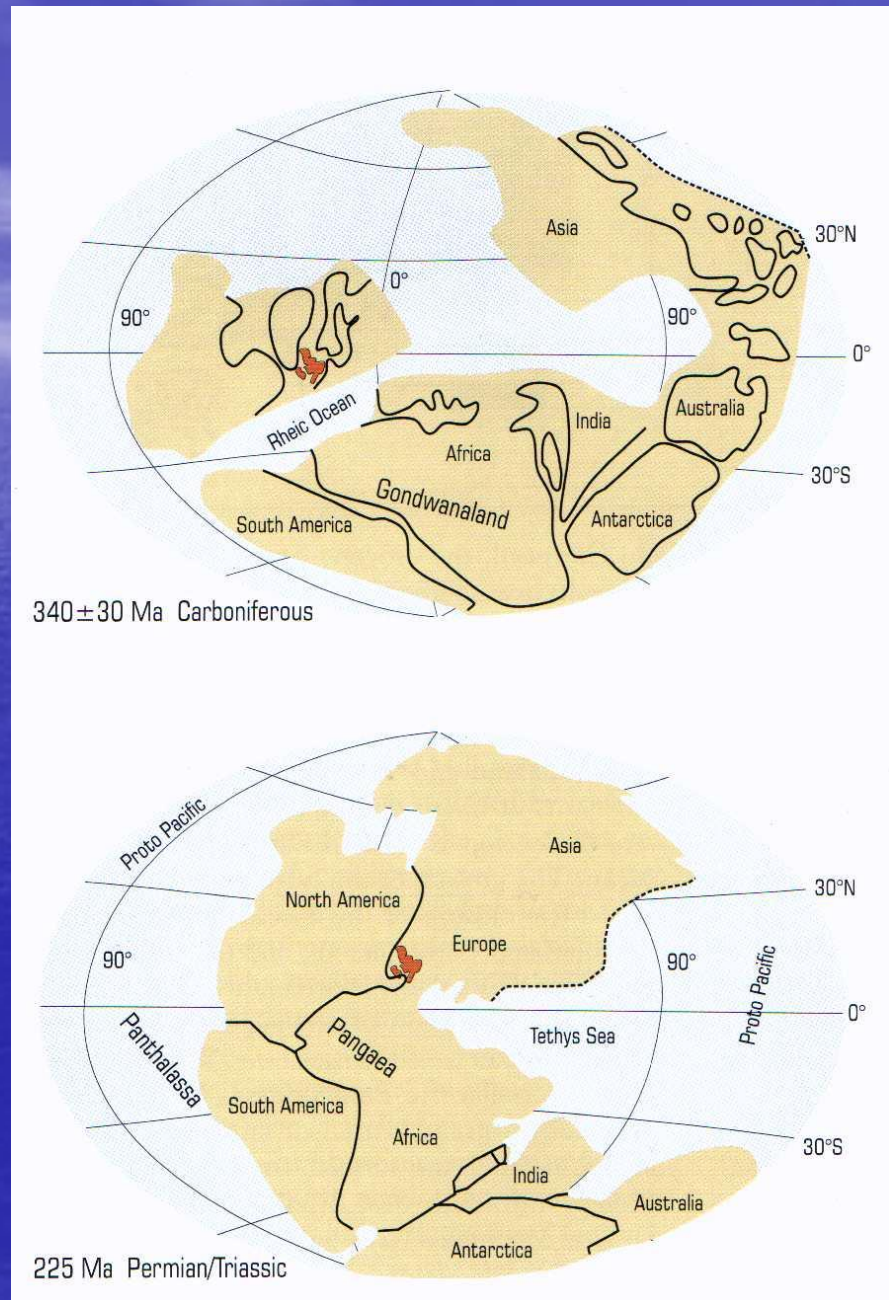 Asia
30°N
0°
90°
90°
0°
Rheic Ocean
India
Australia
Africa
30°S
Gondwanaland
South America
Antarctica
340±30 Ma Carboniferous
Proto Pacific
Asia
30°N
North America
Europe
90°
90°
Proto Pacific
0°
Panthalassa
Pangaea
Tethys Sea
South America
Africa
30°S
India
Australia
Antarctica
225 Ma Permian/Triassic